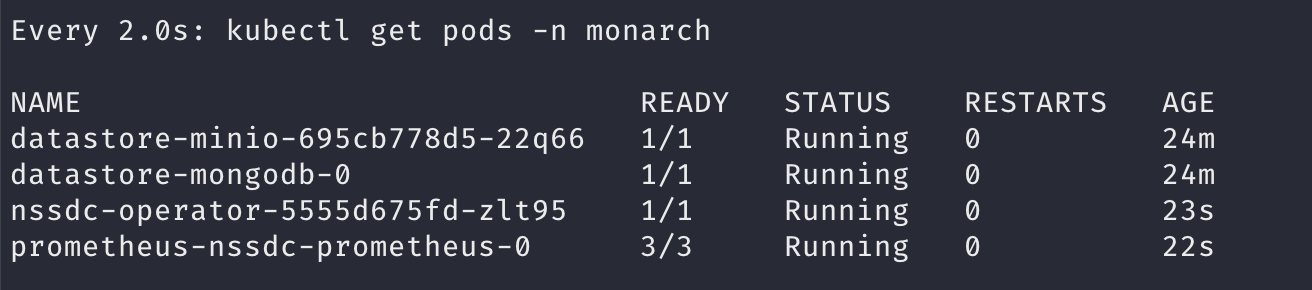 Every 2.0s: kubectl get pods -n monarch
NAME READY STATUS RESTARTS AGE
datastore-minio-695cb778d5-22q66 1/1 Running 0 24m
datastore-mongodb-0 1/1 Running 0 24m
nssdc-operator-5555d675fd-zlt95 1/1 Running 0 23s
prometheus-nssdc-prometheus-0 3/3 Running 0 22s